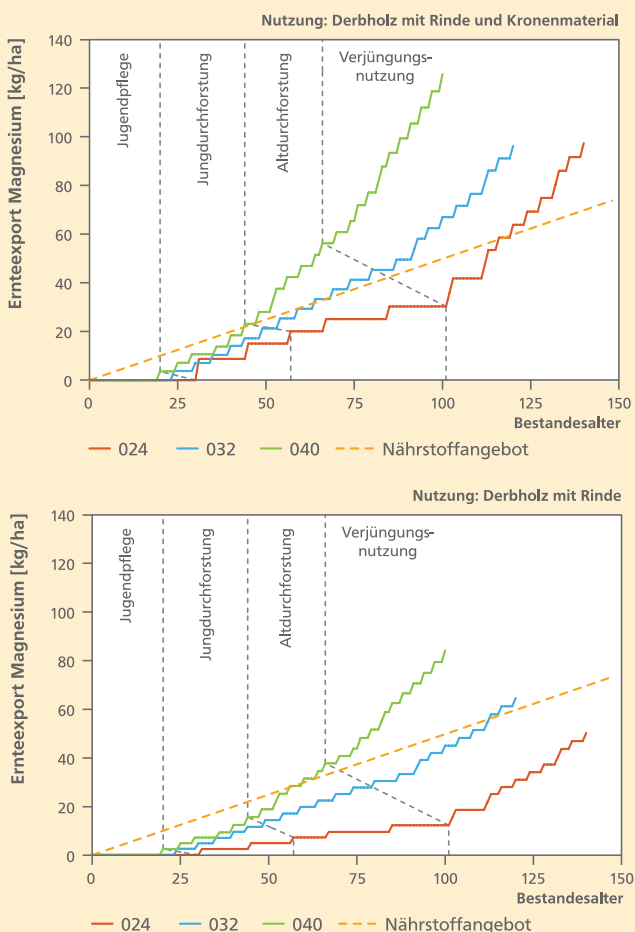 Nutzung: Derbholz mit Rinde und Kronenmaterial
Ernteexport Magnesium [kg/ha]
140
120
100
80
60
40
20
0
Jugendpflege
Jungdurchforstung
Altdurchforstung
Verjüngungs-
nutzung
0 25 50 75 100 125 150
Bestandesalter
024 032 040 Nährstoffangebot
Nutzung: Derbholz mit Rinde
Ernteexport Magnesium [kg/ha]
140
120
100
80
60
40
20
0
Jugendpflege
Jungdurchforstung
Altdurchforstung
Verjüngungs-
nutzung
0 25 50 75 100 125 150
Bestandesalter
024 032 040 Nährstoffangebot